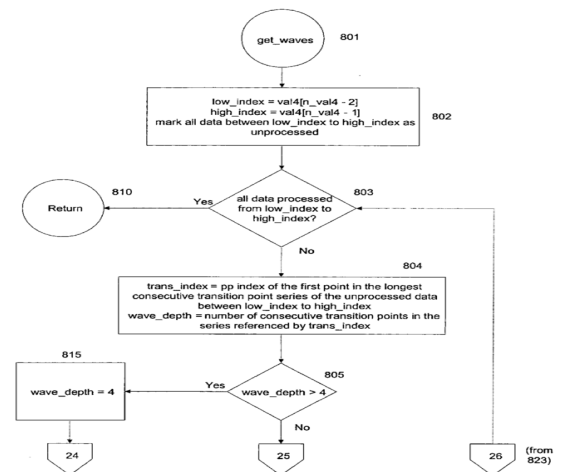 get_waves
801
low_index = val4[n_val4 - 2]
high_index = val4[n_val4 - 1]
mark all data between low_index to high_index as
unprocessed
802
810
803
Return
Yes
all data processed
from low_index to
high_index?
No
804
trans_index = pp index of the first point in the longest
consecutive transition point series of the unprocessed data
between low_index to high_index
wave_depth = number of consecutive transition points in the
series referenced by trans_index
815
805
wave_depth = 4
Yes
wave_depth > 4
No
24
25
26
(from
823)